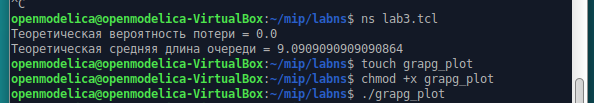 ^C
openmodelica@openmodelica-VirtualBox:~/mip/labns$ ns lab3.tcl
Теоретическая вероятность потери = 0.0
Теоретическая средняя длина очереди = 9.0909090909090864
openmodelica@openmodelica-VirtualBox:~/mip/labns$ touch grapg_plot
openmodelica@openmodelica-VirtualBox:~/mip/labns$ chmod +x grapg_plot
openmodelica@openmodelica-VirtualBox:~/mip/labns$ ./grapg_plot